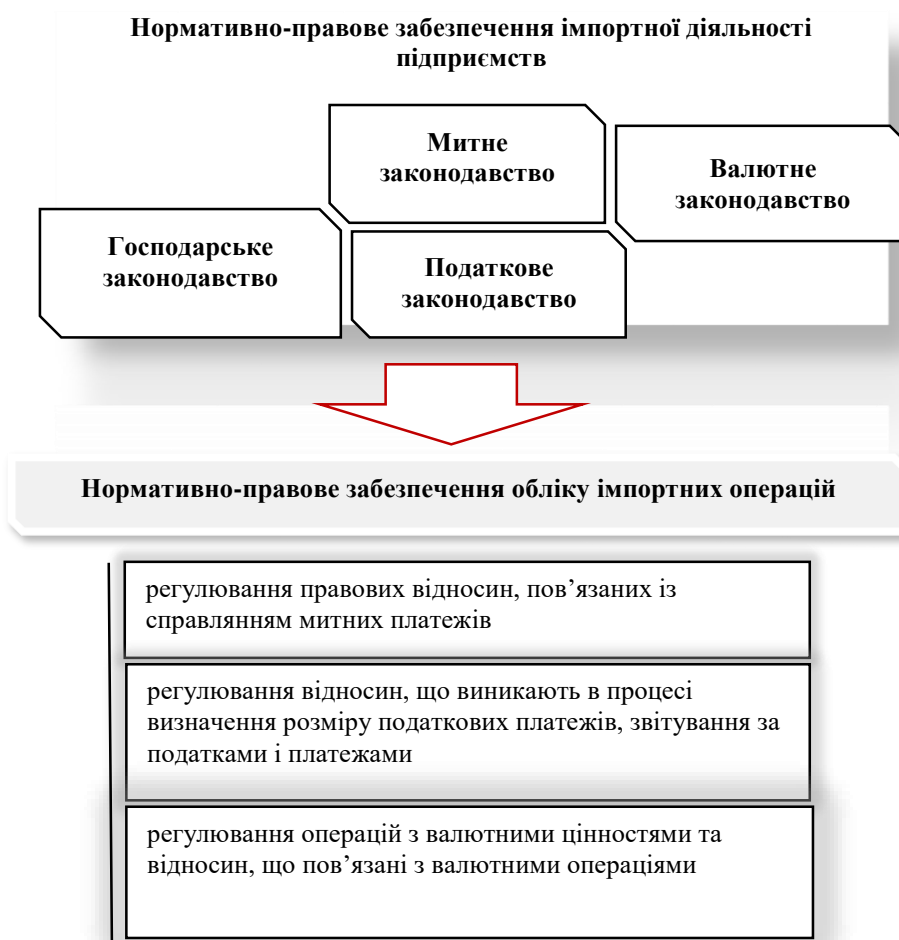 Нормативно-правове забезпечення імпортної діяльності
підприємств
Митне
законодавство
Валютне
законодавство
Господарське
законодавство
Податкове
законодавство
Нормативно-правове забезпечення обліку імпортних операцій
регулювання правових відносин, пов’язаних із
справлянням митних платежів
регулювання відносин, що виникають в процесі
визначення розміру податкових платежів, звітування за
податками і платежами
регулювання операцій з валютними цінностями та
відносин, що пов’язані з валютними операціями